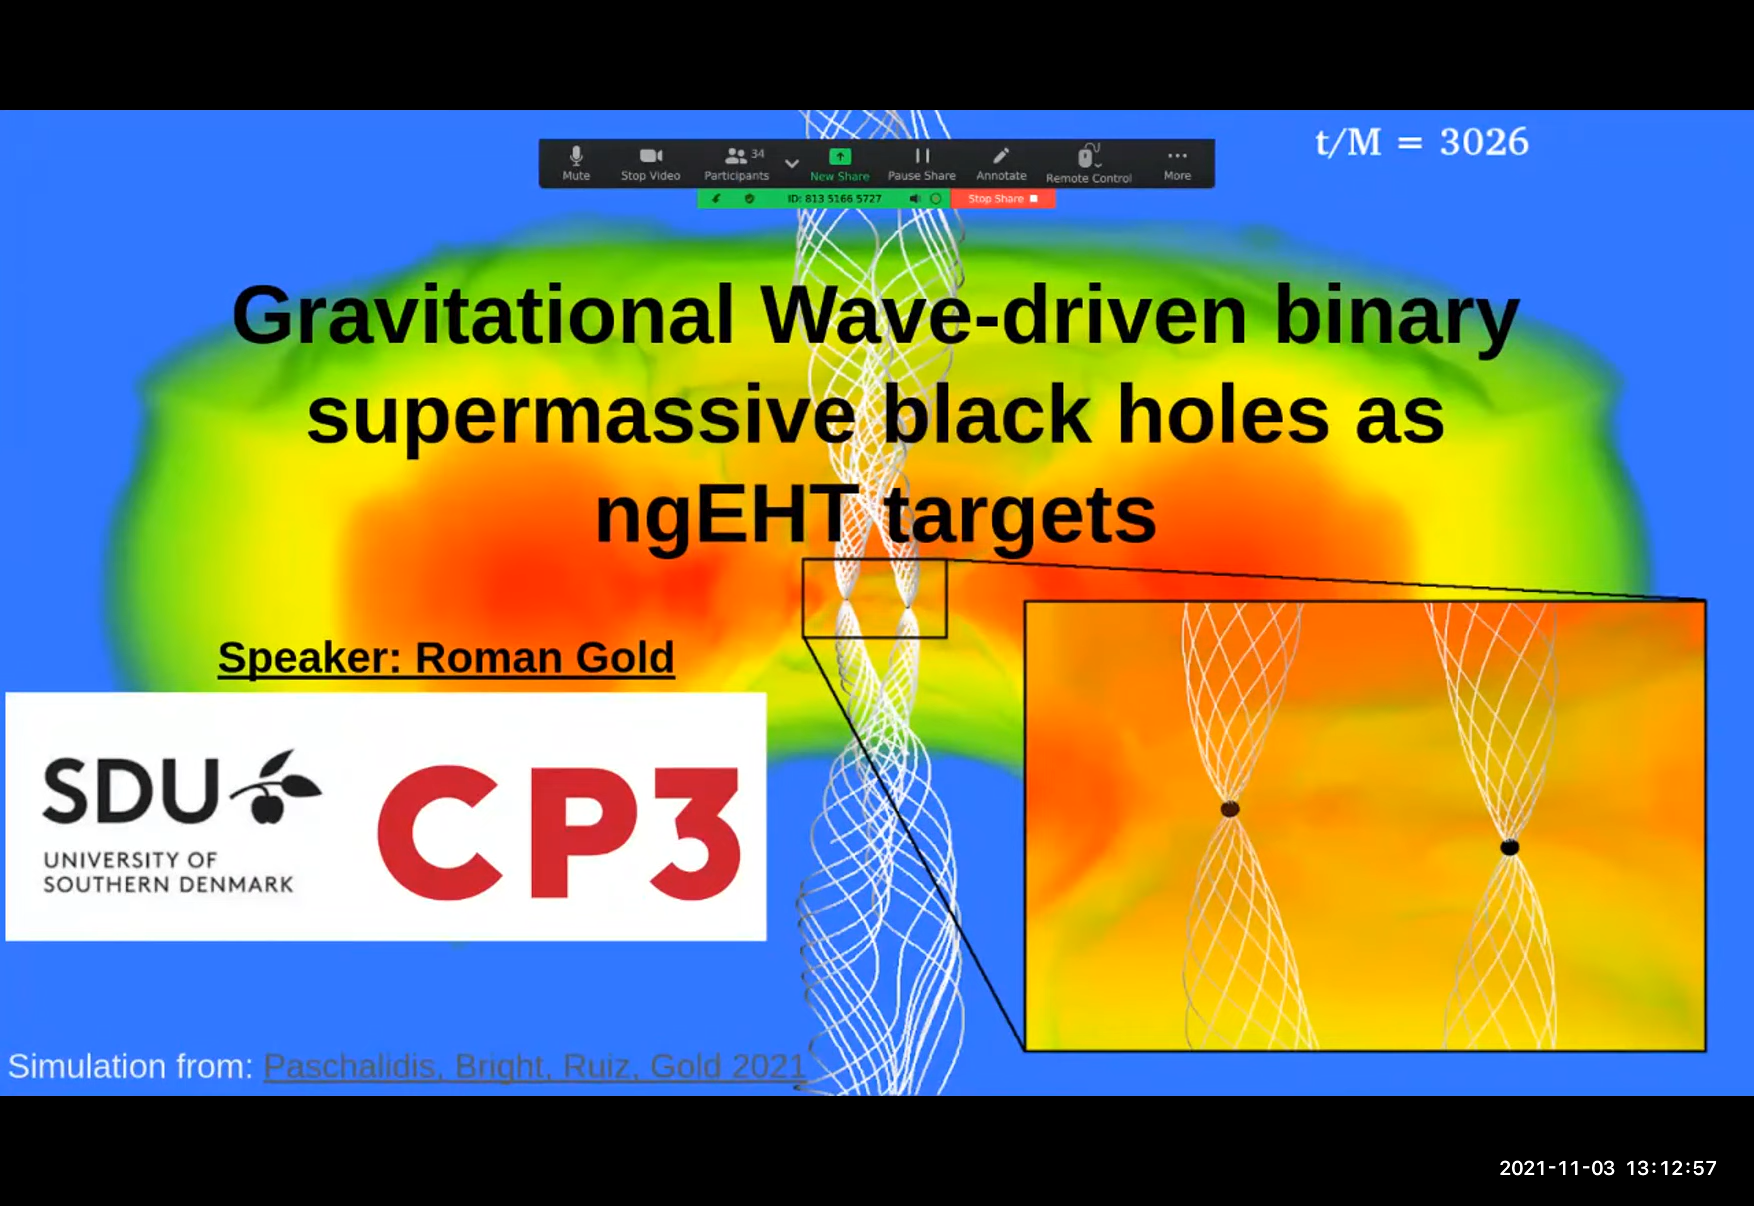 t/M = 3026
Mute
Stop Video
Participants
34
New Share
Pause Share
Annotate
Remote Control
More
ID: 813 5166 5727
Stop Share
Gravitational Wave-driven binary
supermassive black holes as
ngEHT targets
Speaker: Roman Gold
SDU
UNIVERSITY OF
SOUTHERN DENMARK
CP3
Simulation from: Paschalidis, Bright, Ruiz, Gold 2021
2021-11-03 13:12:57